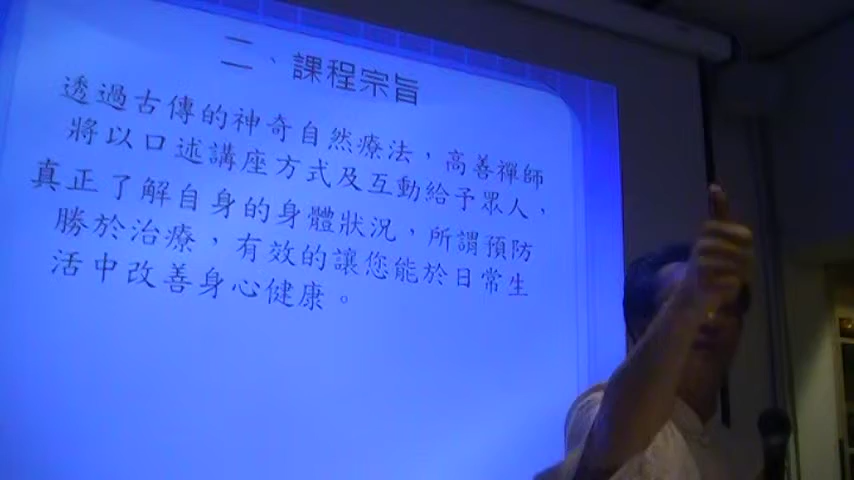 二、課程宗旨
透過古傳的神奇自然療法，高善禪師
將以口述講座方式及互動給予眾人，
真正了解自身的身體狀況，所謂預防
勝於治療，有效的讓您能於日常生
活中改善身心健康。